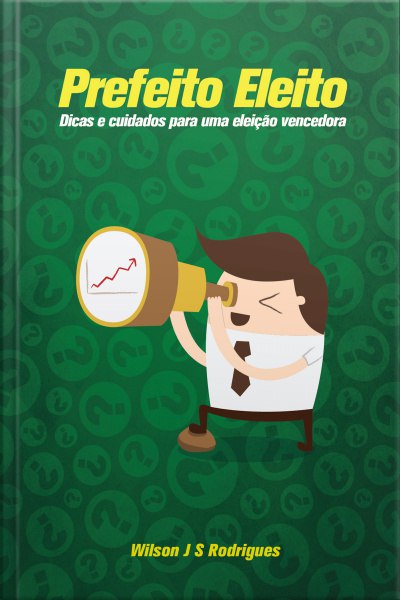 Prefeito Eleito
Dicas e cuidados para uma eleição vencedora
Wilson J S Rodrigues